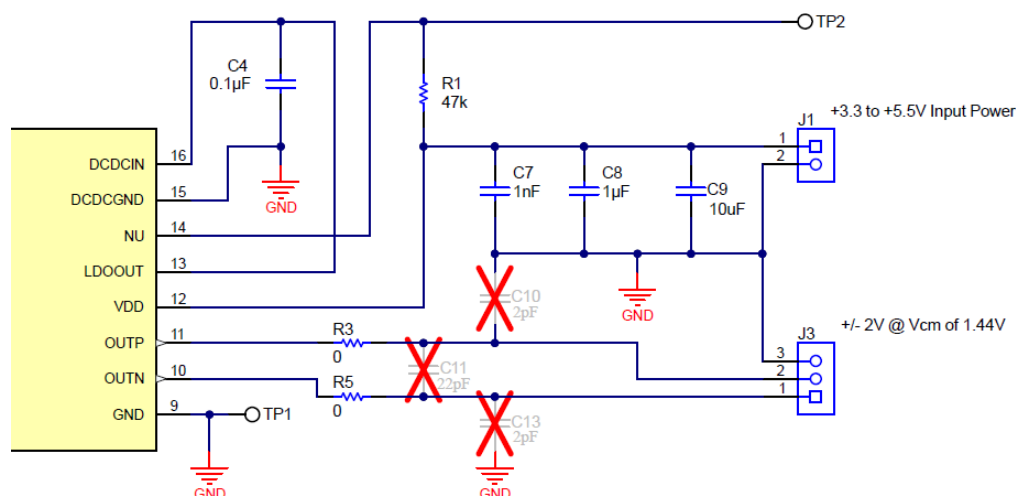 TP2
C4
0.1µF
R1
47k
+3.3 to +5.5V Input Power
J1
1
2
DCDCIN
16
C7
1nF
C8
1µF
C9
10uF
DCDCGND
15
GND
NU
14
LDOOUT
13
C10
2pF
GND
VDD
12
+/- 2V @ Vcm of 1.44V
OUTP
11
R3
0
J3
3
2
1
C11
22pF
OUTN
10
R5
0
GND
9
TP1
C13
2pF
GND
GND